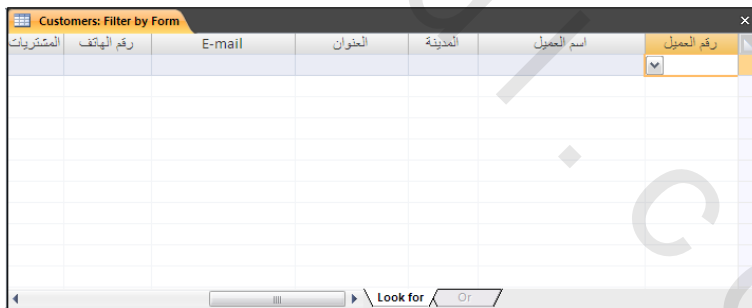 Customers: Filter by Form
رقم العميل اسم العميل المدينة العنوان E-mail رقم الهاتف المشتريات
Look for Or